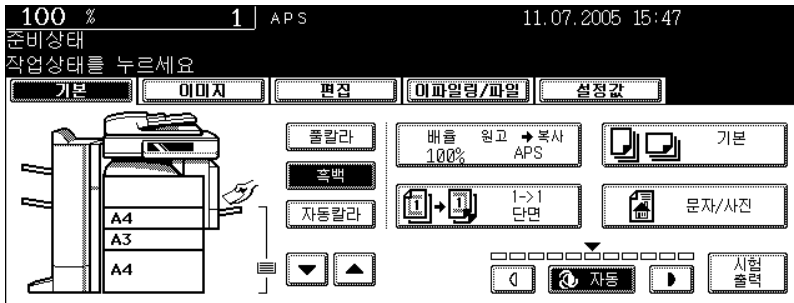 100 % 1 APS 11.07.2005 15:47
준비상태
작업상태를 누르세요
기본 이미지 편집 이파일링/파일 설정값
풀칼라
흑백
자동칼라
배율 원고 → 복사
100% APS
기본
1 → 1
1->1
단면
문자/사진
A4
A3
A4
자동
시험
출력